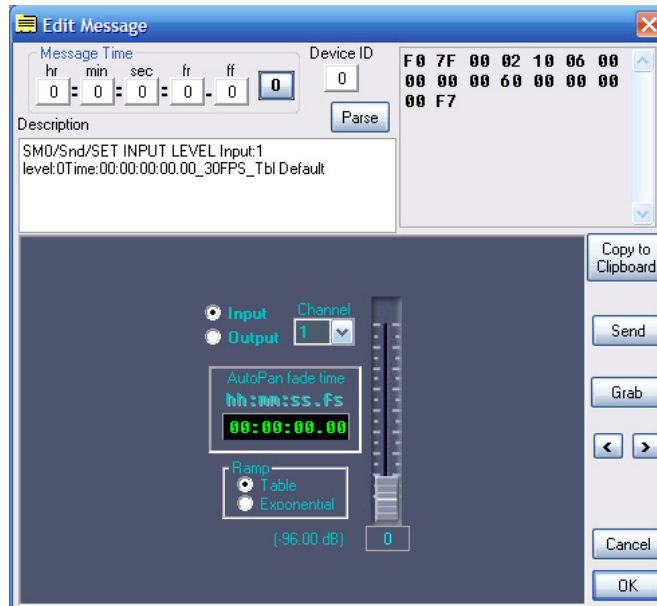 Edit Message
Message Time
hr min sec fr ff
0 : 0 : 0 : 0 . 0 0
Device ID
0
Parse
F0 7F 00 02 10 06 00
00 00 00 60 00 00 00
00 F7
Description
SM0/Snd/SET INPUT LEVEL Input:1
level:0Time:00:00:00:00.00_30FPS_Tbl Default
Copy to
Clipboard
Input
Output
Channel
1
Send
AutoPan fade time
hh:mm:ss.fs
00:00:00.00
Grab
< >
Ramp
Table
Exponential
(-96.00 dB) 0
Cancel
OK